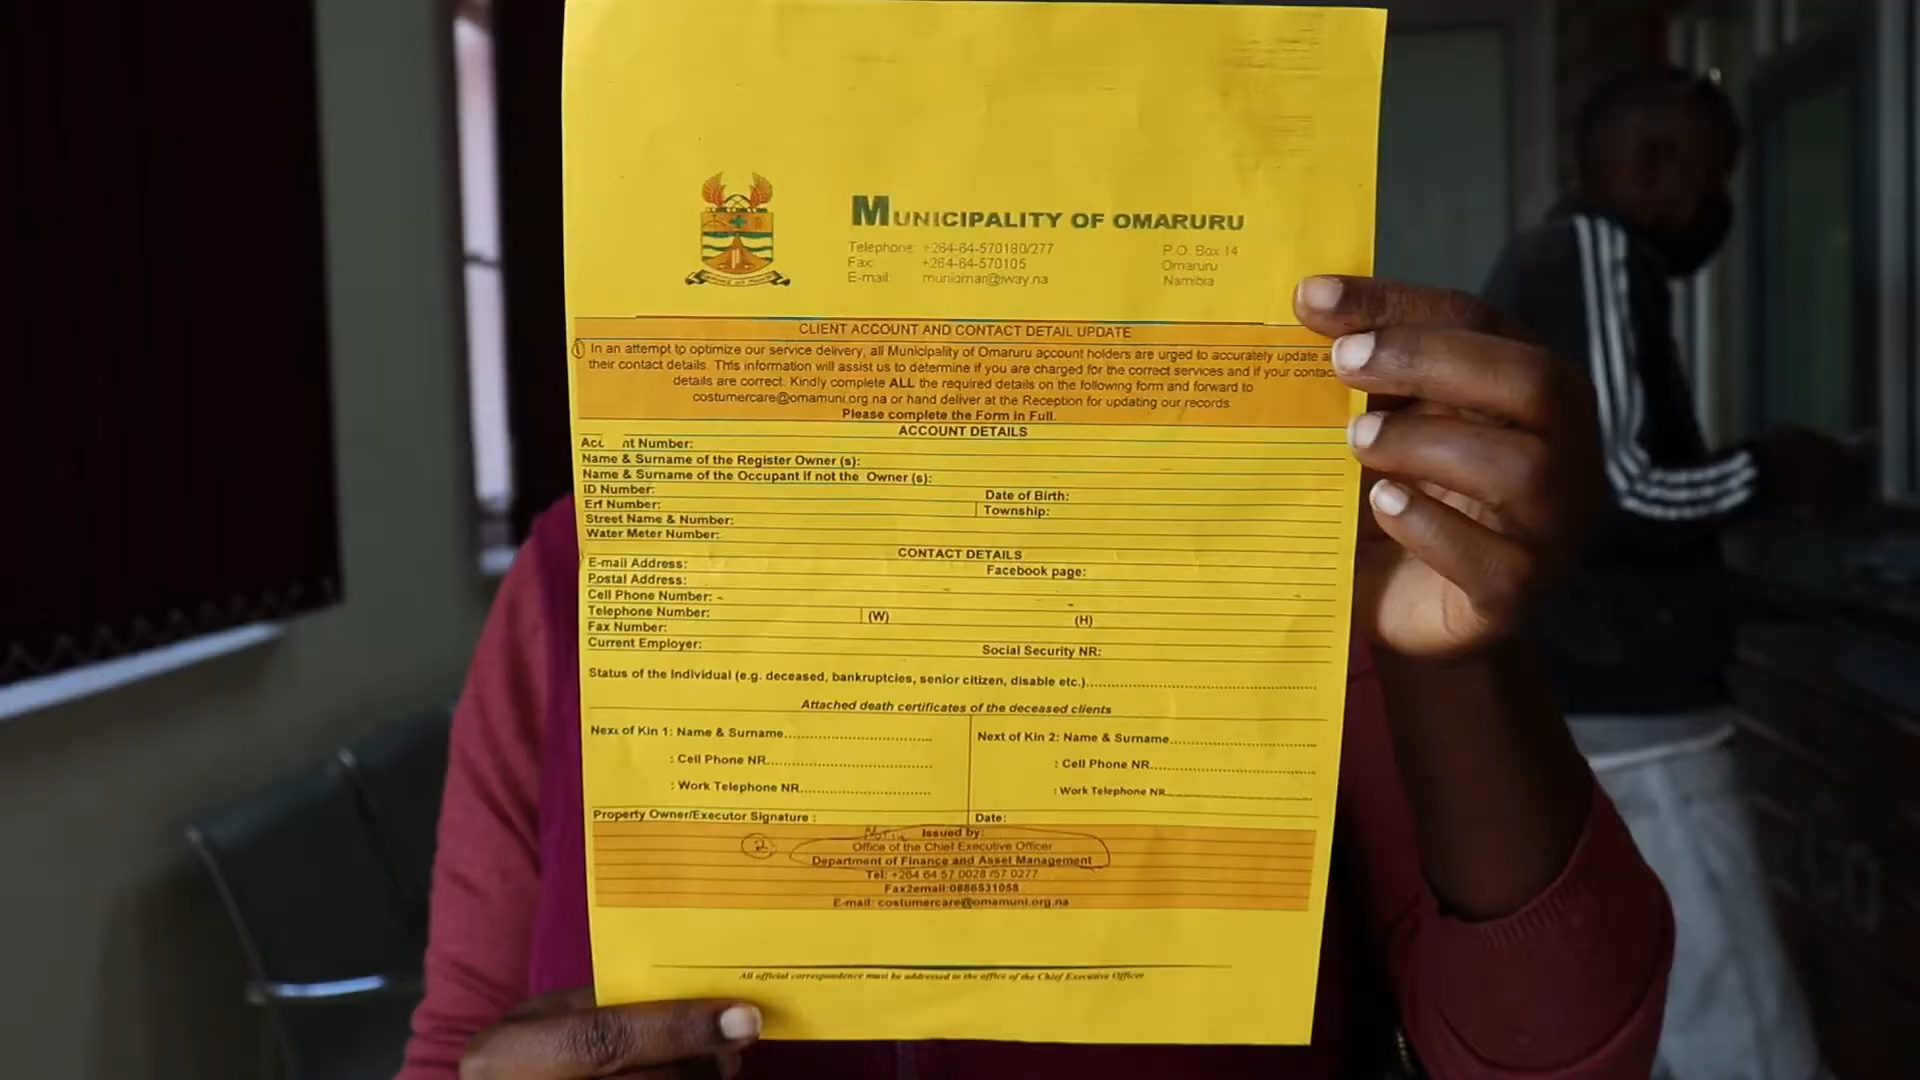 MUNICIPALITY OF OMARURU
Telephone: +264-64-570180/277
Fax: +264-64-570105
E-mail: muniomar@iway.na
P.O. Box 14
Omaruru
Namibia
CLIENT ACCOUNT AND CONTACT DETAIL UPDATE
1 In an attempt to optimize our service delivery, all Municipality of Omaruru account holders are urged to accurately update
their contact details. This information will assist us to determine if you are charged for the correct services and if your
details are correct. Kindly complete ALL the required details on the following form and forward to
costumercare@omamuni.org.na or hand deliver at the Reception for updating our records.
Please complete the Form in Full.
ACCOUNT DETAILS
Number:
Name & Surname of the Register Owner (s):
Name & Surname of the Occupant if not the Owner (s):
ID Number: Date of Birth:
Erf Number: Township:
Street Name & Number:
Water Meter Number:
CONTACT DETAILS
E-mail Address: Facebook page:
Postal Address:
Cell Phone Number:
Telephone Number: (W) (H)
Fax Number:
Current Employer: Social Security NR:
Status of the Individual (e.g. deceased, bankruptcies, senior citizen, disable etc.)
Attached death certificates of the deceased clients
Next of Kin 1: Name & Surname
: Cell Phone NR
: Work Telephone NR
Next of Kin 2: Name & Surname
: Cell Phone NR
: Work Telephone NR
Property Owner/Executor Signature : Date:
Issued by:
2 Office of the Chief Executive Officer
Department of Finance and Asset Management
Tel: +264 64 57 0028 /57 0277
Fax2email:0886531058
E-mail: costumercare@omamuni.org.na
All official correspondence must be addressed to the office of the Chief Executive Officer